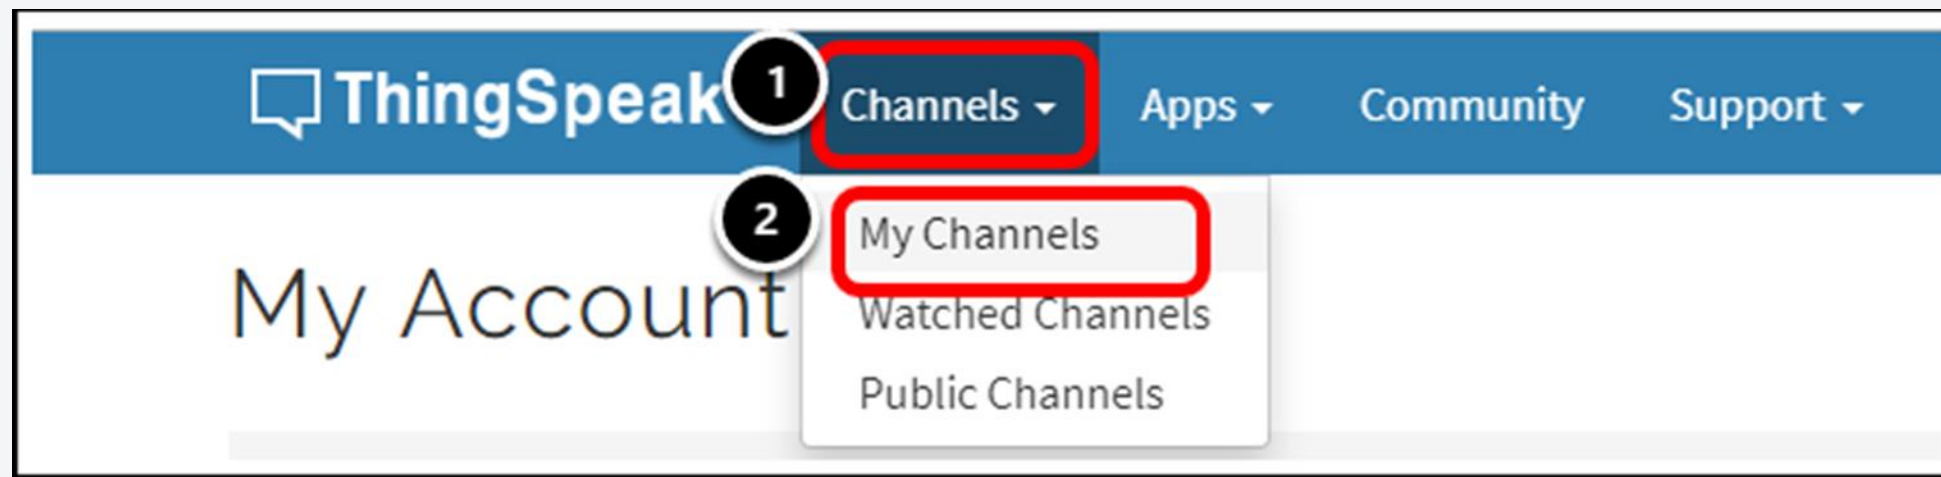 ThingSpeak 1 Channels Apps Community Support
2 My Channels
My Account
Watched Channels
Public Channels